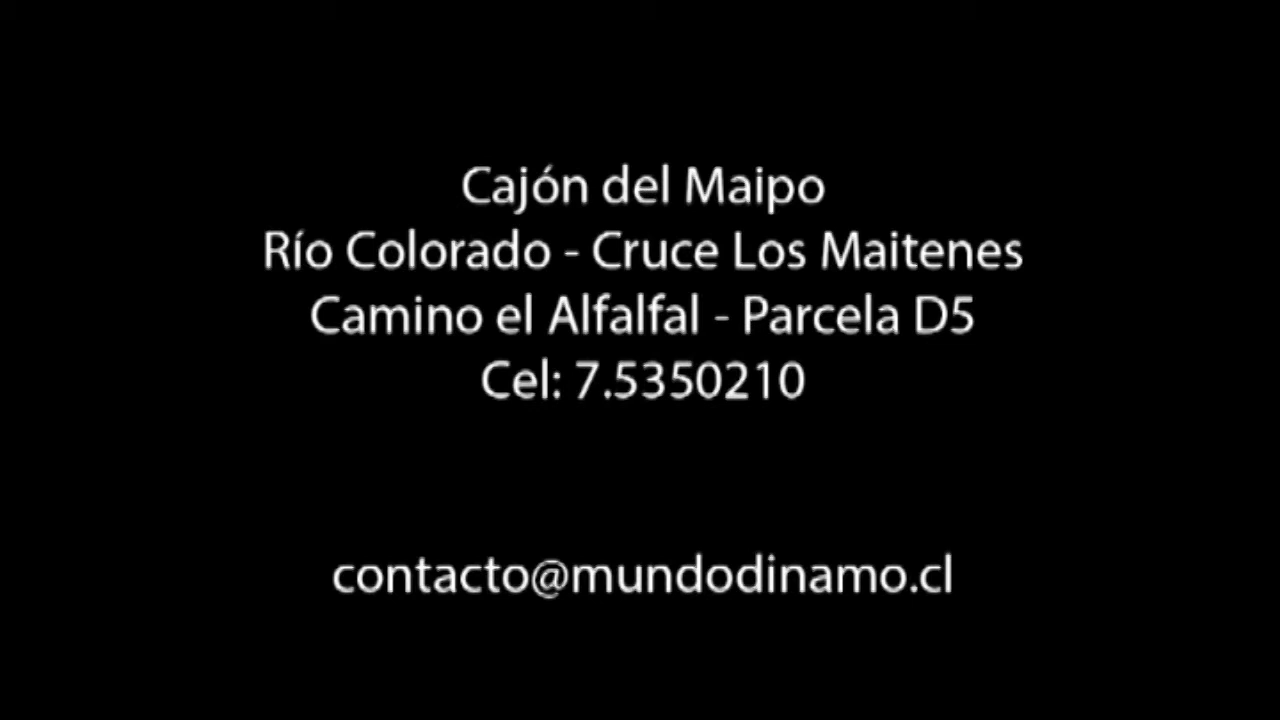 Cajón del Maipo
Río Colorado - Cruce Los Maitenes
Camino el Alfalfal - Parcela D5
Cel: 7.5350210
contacto@mundodinamo.cl